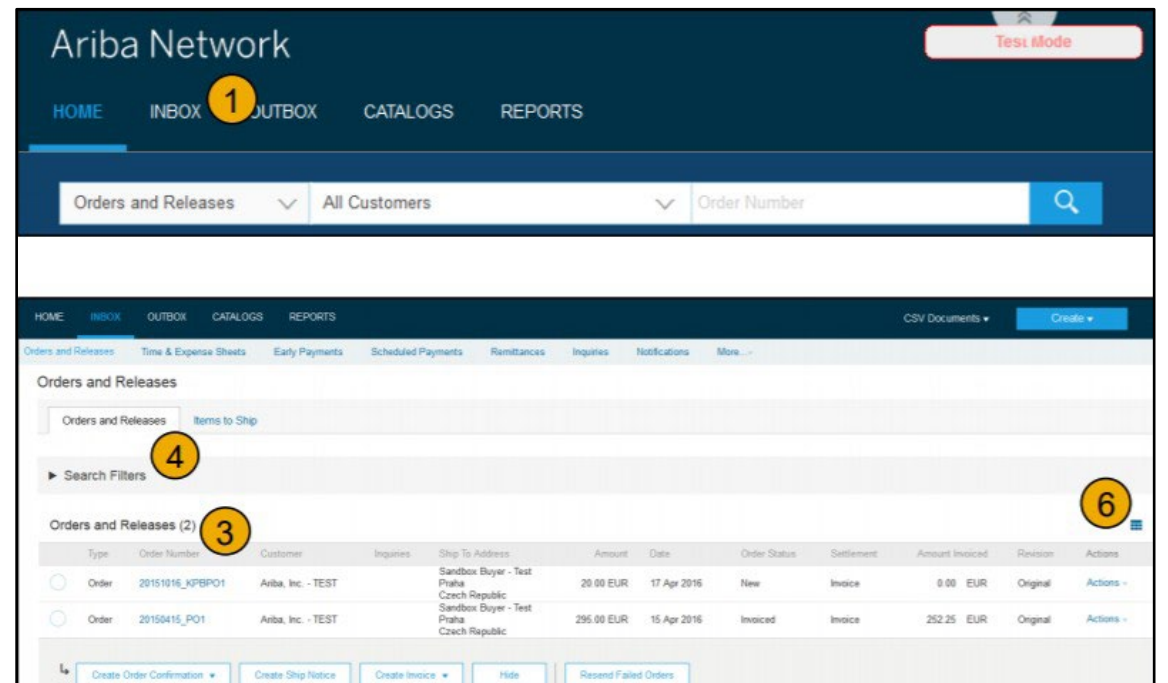 Ariba Network
Test Mode
HOME INBOX 1 OUTBOX CATALOGS REPORTS
Orders and Releases All Customers Order Number
HOME INBOX OUTBOX CATALOGS REPORTS CSV Documents Create
Orders and Releases Time & Expense Sheets Early Payments Scheduled Payments Remittances Inquiries Notifications More...
Orders and Releases
Orders and Releases Items to Ship
4
Search Filters
6
Orders and Releases (2) 3
Type Order Number Customer Inquiries Ship To Address Amount Date Order Status Settlement Amount Invoiced Revision Actions
Sandbox Buyer - Test
Order 20151016_KPBPO1 Ariba, Inc. - TEST Praha 20.00 EUR 17 Apr 2016 New Invoice 0.00 EUR Original Actions
Czech Republic
Sandbox Buyer - Test
Order 20150415_PO1 Ariba, Inc. - TEST Praha 295.00 EUR 15 Apr 2016 Invoiced Invoice 252.25 EUR Original Actions
Czech Republic
Create Order Confirmation Create Ship Notice Create Invoice Hide Resend Failed Orders